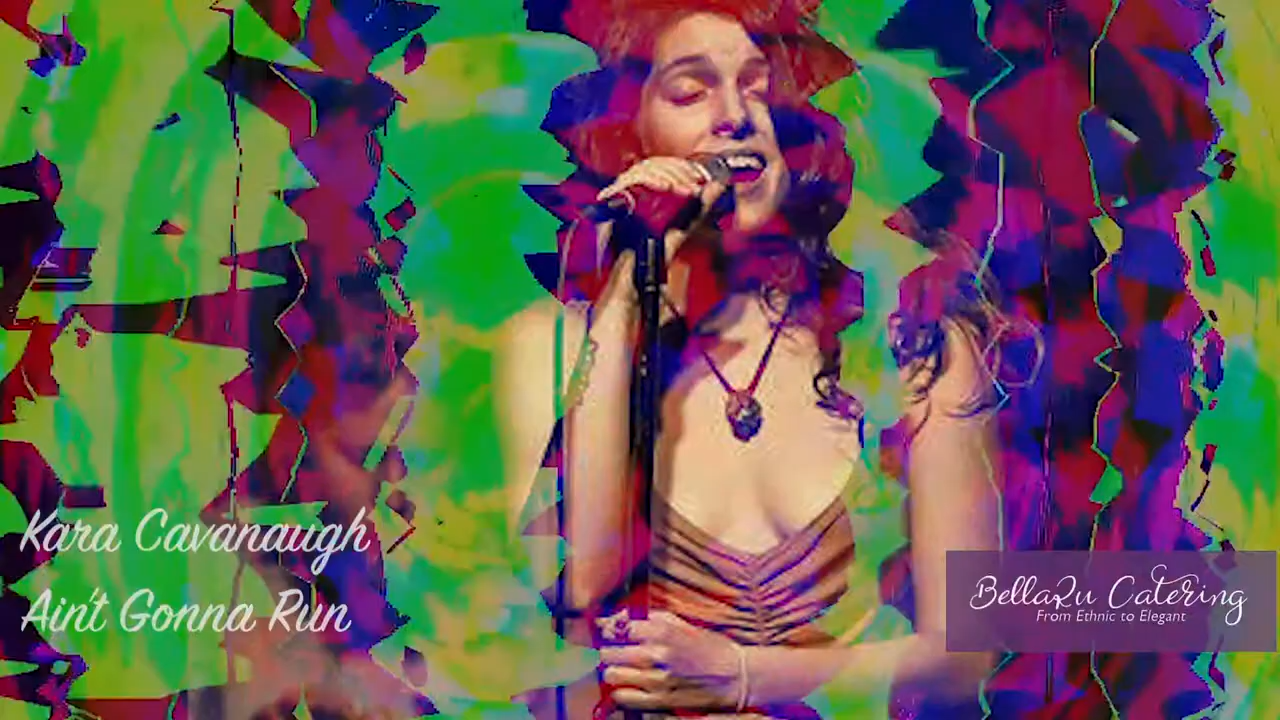 Kara Cavanaugh
Ain't Gonna Run
BellaRu Catering
From Ethnic to Elegant